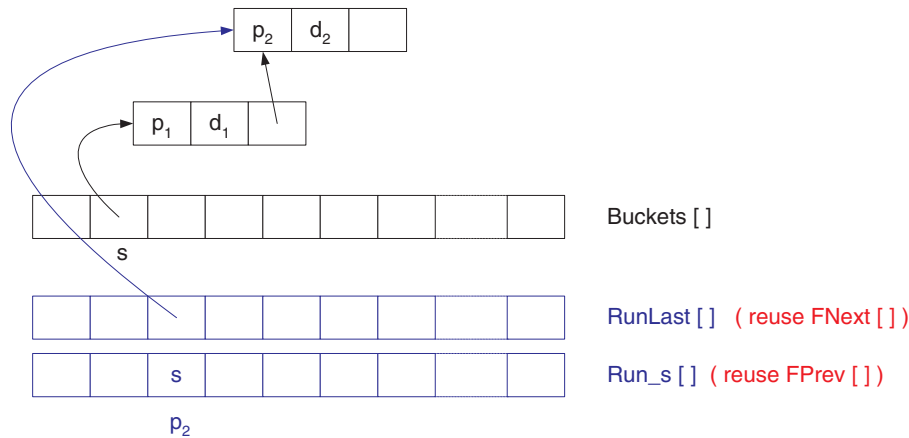 p₂ d₂
p₁ d₁
Buckets [ ]
s
RunLast [ ] ( reuse FNext [ ] )
s Run_s [ ] ( reuse FPrev [ ] )
p₂